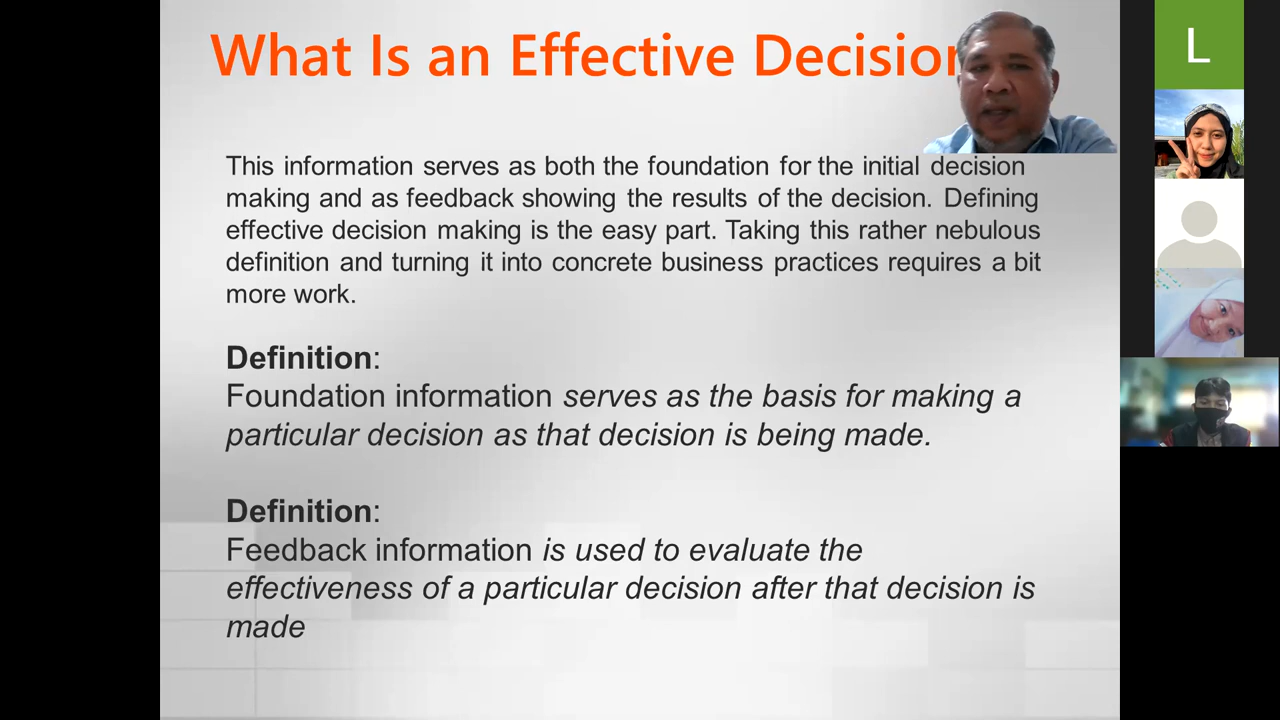 What Is an Effective Decision
This information serves as both the foundation for the initial decision
making and as feedback showing the results of the decision. Defining
effective decision making is the easy part. Taking this rather nebulous
definition and turning it into concrete business practices requires a bit
more work.
Definition:
Foundation information serves as the basis for making a
particular decision as that decision is being made.
Definition:
Feedback information is used to evaluate the
effectiveness of a particular decision after that decision is
made
L